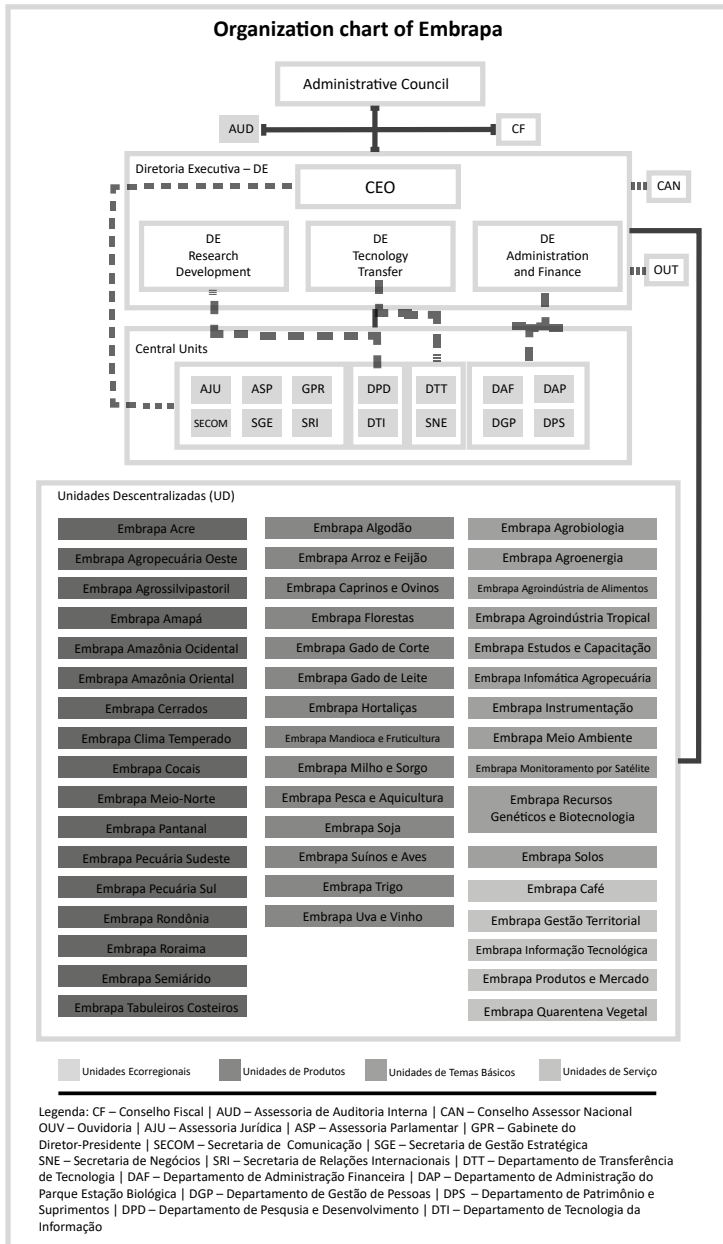 Organization chart of Embrapa
Administrative Council
AUD
CF
Diretoria Executiva – DE
CEO
CAN
DE
Research
Development
DE
Tecnology
Transfer
DE
Administration
and Finance
OUT
Central Units
AJU
ASP
GPR
DPD
DTT
DAF
DAP
SECOM
SGE
SRI
DTI
SNE
DGP
DPS
Unidades Descentralizadas (UD)
Embrapa Acre
Embrapa Agropecuária Oeste
Embrapa Agrossilvipastoril
Embrapa Amapá
Embrapa Amazônia Ocidental
Embrapa Amazônia Oriental
Embrapa Cerrados
Embrapa Clima Temperado
Embrapa Cocais
Embrapa Meio-Norte
Embrapa Pantanal
Embrapa Pecuária Sudeste
Embrapa Pecuária Sul
Embrapa Rondônia
Embrapa Roraima
Embrapa Semiárido
Embrapa Tabuleiros Costeiros
Embrapa Algodão
Embrapa Arroz e Feijão
Embrapa Caprinos e Ovinos
Embrapa Florestas
Embrapa Gado de Corte
Embrapa Gado de Leite
Embrapa Hortaliças
Embrapa Mandioca e Fruticultura
Embrapa Milho e Sorgo
Embrapa Pesca e Aquicultura
Embrapa Soja
Embrapa Suínos e Aves
Embrapa Trigo
Embrapa Uva e Vinho
Embrapa Agrobiologia
Embrapa Agroenergia
Embrapa Agroindústria de Alimentos
Embrapa Agroindústria Tropical
Embrapa Estudos e Capacitação
Embrapa Infomática Agropecuária
Embrapa Instrumentação
Embrapa Meio Ambiente
Embrapa Monitoramento por Satélite
Embrapa Recursos
Genéticos e Biotecnologia
Embrapa Solos
Embrapa Café
Embrapa Gestão Territorial
Embrapa Informação Tecnológica
Embrapa Produtos e Mercado
Embrapa Quarentena Vegetal
Unidades Ecorregionais
Unidades de Produtos
Unidades de Temas Básicos
Unidades de Serviço
Legenda: CF – Conselho Fiscal | AUD – Assessoria de Auditoria Interna | CAN – Conselho Assessor Nacional
OUV – Ouvidoria | AJU – Assessoria Jurídica | ASP – Assessoria Parlamentar | GPR – Gabinete do
Diretor-Presidente | SECOM – Secretaria de Comunicação | SGE – Secretaria de Gestão Estratégica
SNE – Secretaria de Negócios | SRI – Secretaria de Relações Internacionais | DTT – Departamento de Transferência
de Tecnologia | DAF – Departamento de Administração Financeira | DAP – Departamento de Administração do
Parque Estação Biológica | DGP – Departamento de Gestão de Pessoas | DPS – Departamento de Patrimônio e
Suprimentos | DPD – Departamento de Pesqusia e Desenvolvimento | DTI – Departamento de Tecnologia da
Informação